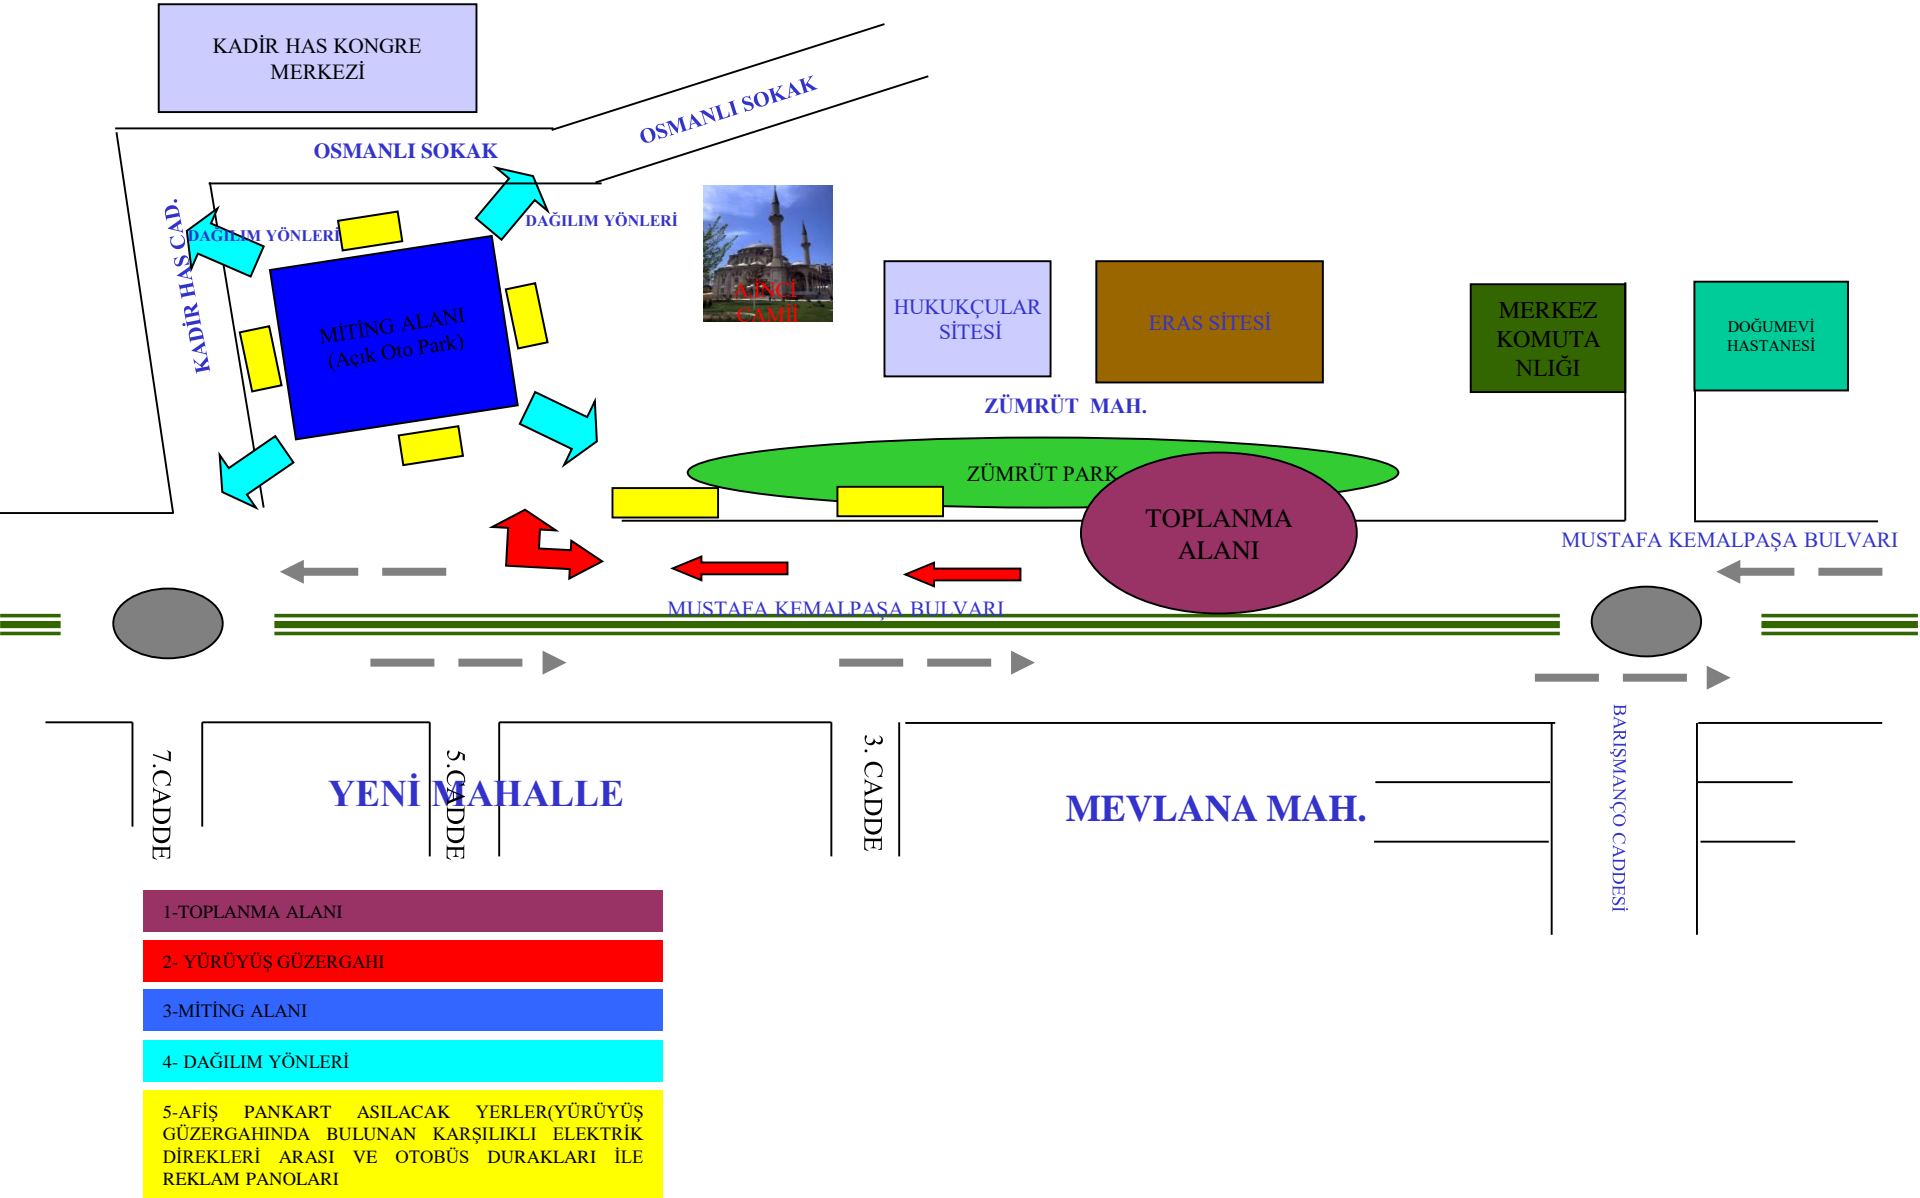 KADİR HAS KONGRE
MERKEZİ
OSMANLI SOKAK
OSMANLI SOKAK
KADİR HAS CAD.
DAĞILIM YÖNLERİ
DAĞILIM YÖNLERİ
MİTİNG ALANI
(Açık Oto Park)
A.İNCİ
CAMİİ
HUKUKÇULAR
SİTESİ
ERAS SİTESİ
MERKEZ
KOMUTA
NLIĞI
DOĞUMEVİ
HASTANESİ
ZÜMRÜT MAH.
ZÜMRÜT PARK
TOPLANMA
ALANI
MUSTAFA KEMALPAŞA BULVARI
MUSTAFA KEMALPAŞA BULVARI
7.CADDE
YENİ MAHALLE
5.CADDE
3. CADDE
MEVLANA MAH.
BARIŞMANÇO CADDESİ
1-TOPLANMA ALANI
2- YÜRÜYÜŞ GÜZERGAHI
3-MİTİNG ALANI
4- DAĞILIM YÖNLERİ
5-AFİŞ PANKART ASILACAK YERLER(YÜRÜYÜŞ
GÜZERGAHINDA BULUNAN KARŞILIKLI ELEKTRİK
DİREKLERİ ARASI VE OTOBÜS DURAKLARI İLE
REKLAM PANOLARI